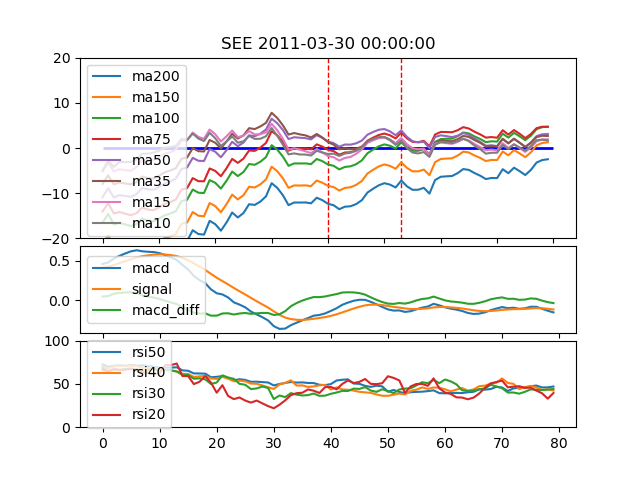 SEE 2011-03-30 00:00:00
20
10
0
−10
−20
ma200
ma150
ma100
ma75
ma50
ma35
ma15
ma10
0.5
0.0
macd
signal
macd_diff
100
50
0
rsi50
rsi40
rsi30
rsi20
0 10 20 30 40 50 60 70 80